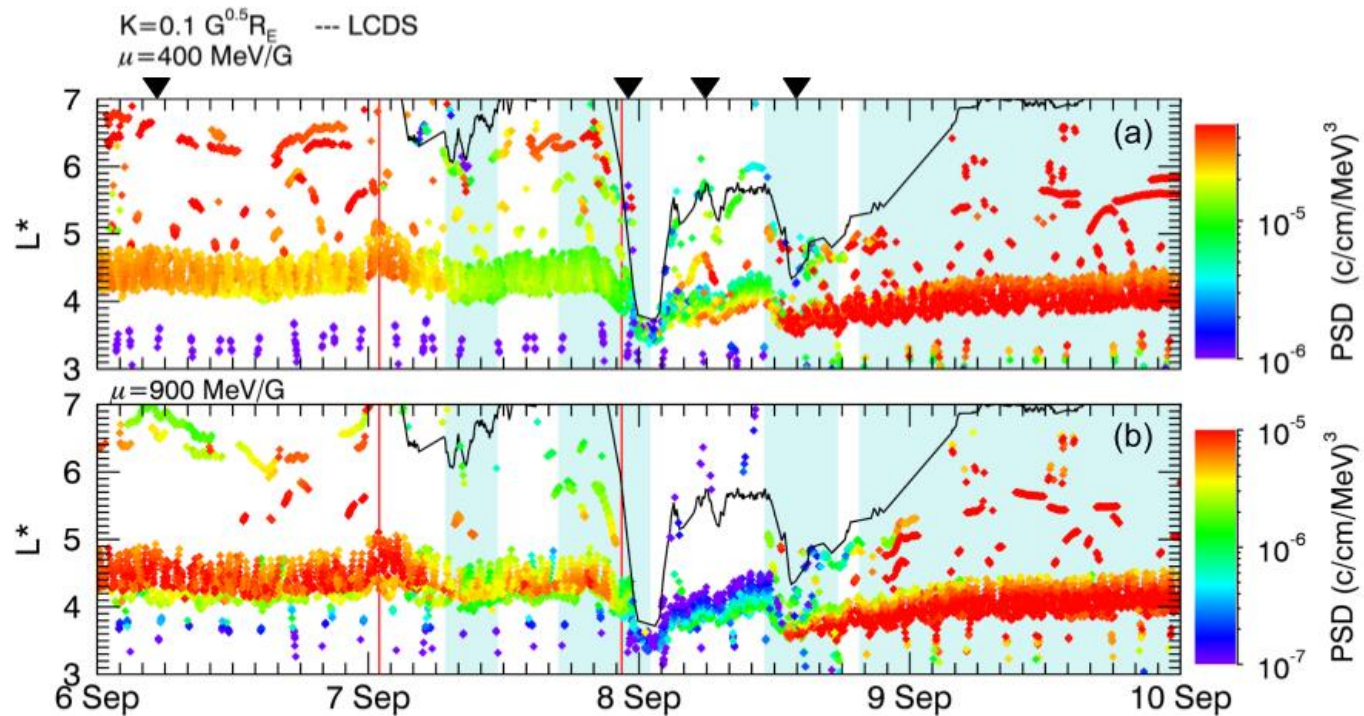 K=0.1 G^0.5 R_E --- LCDS
μ=400 MeV/G
(a)
7
6
5
4
3
L*
10^-5
10^-6
PSD (c/cm/MeV)^3
μ=900 MeV/G
(b)
7
6
5
4
3
L*
10^-5
10^-6
10^-7
PSD (c/cm/MeV)^3
6 Sep 7 Sep 8 Sep 9 Sep 10 Sep